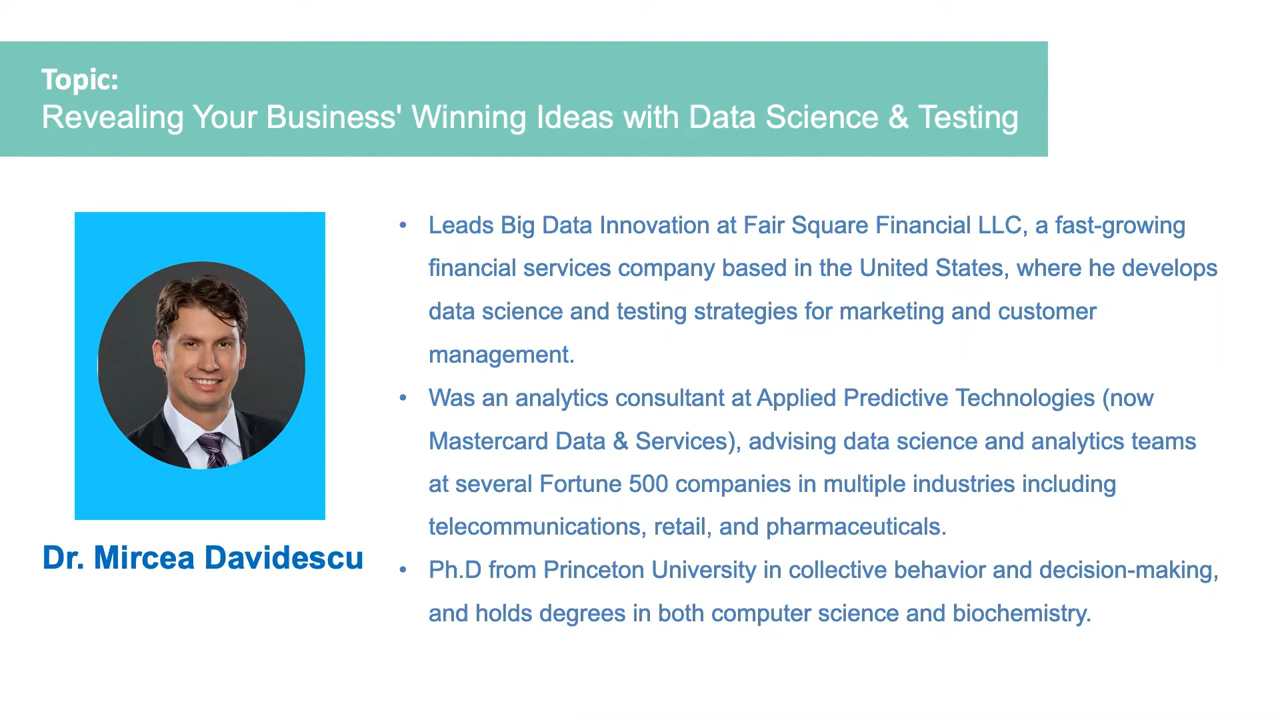 Topic:
Revealing Your Business' Winning Ideas with Data Science & Testing
• Leads Big Data Innovation at Fair Square Financial LLC, a fast-growing
financial services company based in the United States, where he develops
data science and testing strategies for marketing and customer
management.
• Was an analytics consultant at Applied Predictive Technologies (now
Mastercard Data & Services), advising data science and analytics teams
at several Fortune 500 companies in multiple industries including
telecommunications, retail, and pharmaceuticals.
• Ph.D from Princeton University in collective behavior and decision-making,
and holds degrees in both computer science and biochemistry.
Dr. Mircea Davidescu